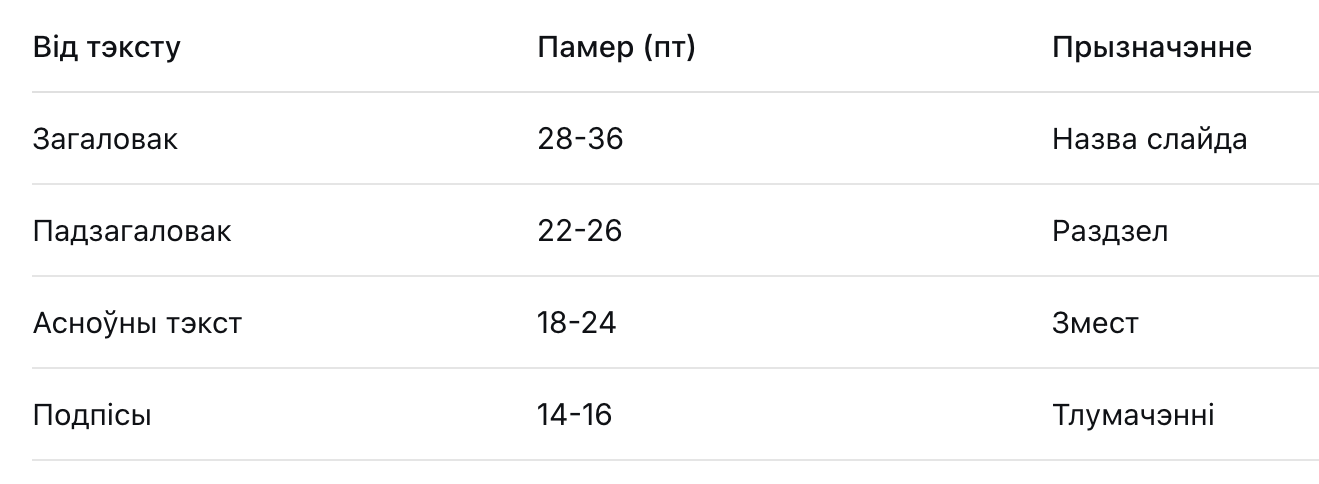 Від тэксту Памер (пт) Прызначэнне
Загаловак 28-36 Назва слайда
Падзагаловак 22-26 Раздзел
Асноўны тэкст 18-24 Змест
Подпісы 14-16 Тлумачэнні